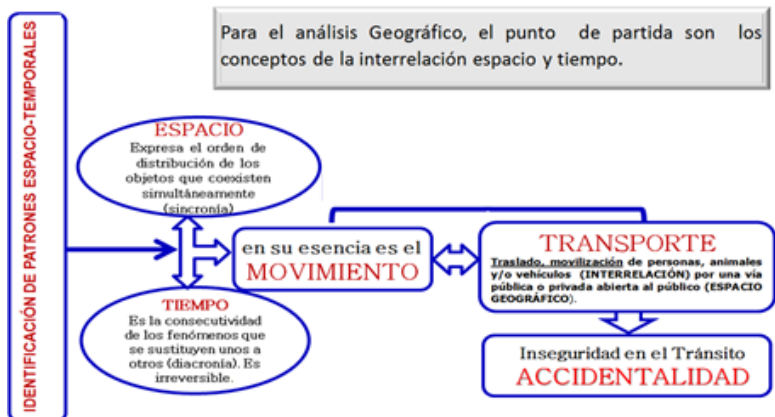 IDENTIFICACIÓN DE PATRONES ESPACIO-TEMPORALES
Para el análisis Geográfico, el punto de partida son los
conceptos de la interrelación espacio y tiempo.
ESPACIO
Expresa el orden de
distribución de los
objetos que coexisten
simultáneamente
(sincronía)
en su esencia es el
MOVIMIENTO
TRANSPORTE
Traslado, movilización de personas, animales
y/o vehículos (INTERRELACIÓN) por una vía
pública o privada abierta al público (ESPACIO
GEOGRÁFICO).
TIEMPO
Es la consecutividad
de los fenómenos que
se sustituyen unos a
otros (diacronía). Es
irreversible.
Inseguridad en el Tránsito
ACCIDENTALIDAD